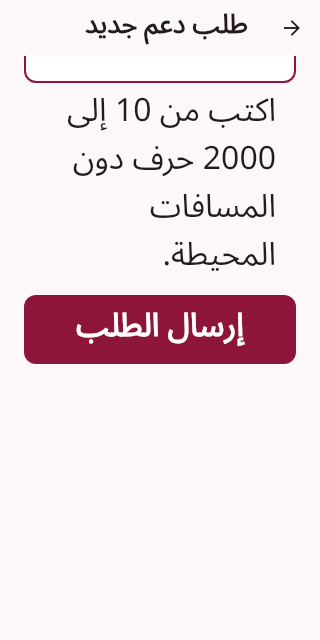 طلب دعم جديد
اكتب من 10 إلى
2000 حرف دون
المسافات
المحيطة.
إرسال الطلب